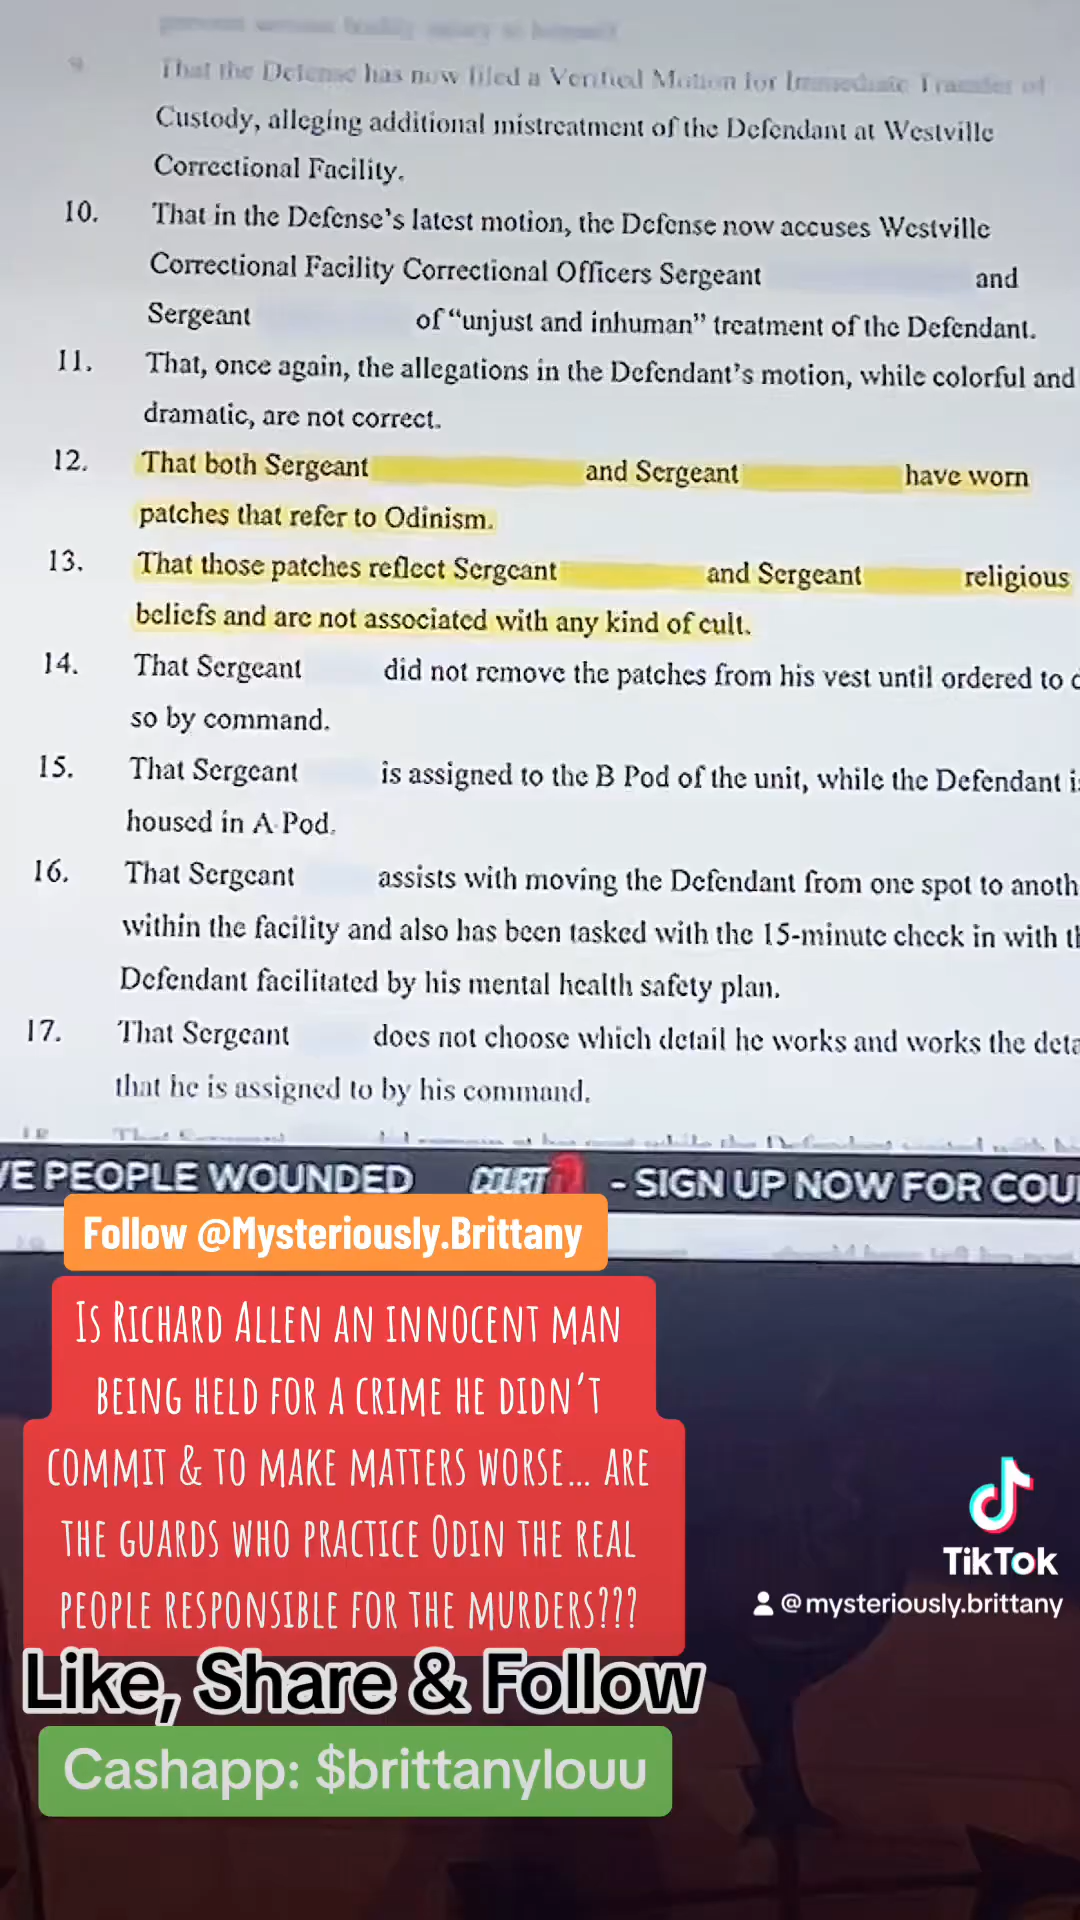 9. That the Defense has now filed a Verified Motion for Immediate Transfer of
Custody, alleging additional mistreatment of the Defendant at Westville
Correctional Facility.
10. That in the Defense's latest motion, the Defense now accuses Westville
Correctional Facility Correctional Officers Sergeant and
Sergeant of "unjust and inhuman" treatment of the Defendant.
11. That, once again, the allegations in the Defendant's motion, while colorful and
dramatic, are not correct.
12. That both Sergeant and Sergeant have worn
patches that refer to Odinism.
13. That those patches reflect Sergeant and Sergeant religious
beliefs and are not associated with any kind of cult.
14. That Sergeant did not remove the patches from his vest until ordered to
so by command.
15. That Sergeant is assigned to the B Pod of the unit, while the Defendant
housed in A Pod.
16. That Sergeant assists with moving the Defendant from one spot to anoth
within the facility and also has been tasked with the 15-minute check in with th
Defendant facilitated by his mental health safety plan.
17. That Sergeant does not choose which detail he works and works the deta
that he is assigned to by his command.
VE PEOPLE WOUNDED COURT - SIGN UP NOW FOR COU
Follow @Mysteriously.Brittany
Is Richard Allen an innocent man
being held for a crime he didn't
commit & to make matters worse... are
the guards who practice Odin the real
people responsible for the murders???
TikTok
@mysteriously.brittany
Like, Share & Follow
Cashapp: $brittanylouu